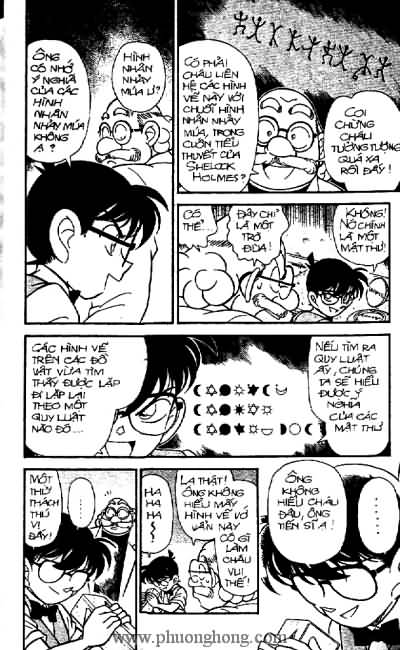 COI
CHỪNG
CHÁU
TƯỞNG TƯỢNG
QUÁ XA
RỒI ĐẤY!
CÓ PHẢI
CHÁU LIÊN
HỆ CÁC HÌNH
VẼ NÀY VỚI
CHUỖI HÌNH
NHÂN NHẢY
MÚA, TRONG
CUỐN TIỂU
THUYẾT CỦA
SHELOCK
HOLMES?
HÌNH
NHÂN
NHẢY
MÚA Ư?
ÔNG
CÓ NHỚ
Ý NGHĨA
CỦA CÁC
HÌNH
NHÂN
NHẢY MÚA
KHÔNG
Ạ?
KHÔNG!
NÓ CHÍNH
LÀ MỘT
MẬT THƯ
ĐÂY CHỈ
LÀ MỘT
TRÒ
ĐÙA!
CÓ
THỂ...
NẾU TÌM RA
QUY LUẬT
ẤY, CHÚNG
TA SẼ HIỂU
ĐƯỢC Ý
NGHĨA
CỦA CÁC
MẬT THƯ
CÁC HÌNH VẼ
TRÊN CÁC ĐỒ
VẬT VỪA TÌM
THẤY ĐƯỢC LẶP
ĐI LẶP LẠI
THEO MỘT
QUY LUẬT
NÀO ĐÓ...
......
ÔNG
KHÔNG
HIỂU CHÁU
ĐÂU, ÔNG
TIẾN SĨ Ạ!
LẠ THẬT!
ÔNG KHÔNG
HIỂU MẤY
HÌNH VẼ VỚ
VẨN NÀY
CÓ GÌ
LÀM
CHÁU
VUI
THẾ!
HA
HA
HA
MỘT
THỬ
THÁCH
THÚ
VỊ
ĐẤY!
www.phuonghong.com